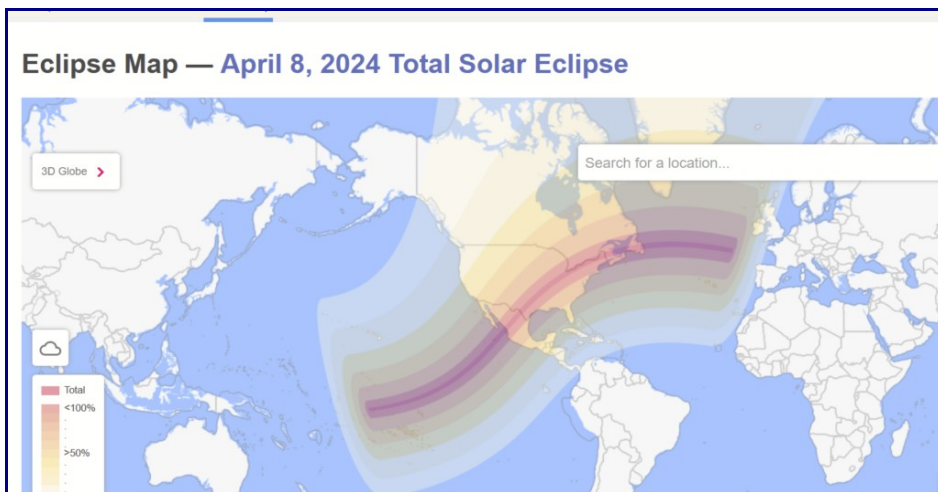 Eclipse Map — April 8, 2024 Total Solar Eclipse
3D Globe
Search for a location...
Total
<100%
>50%